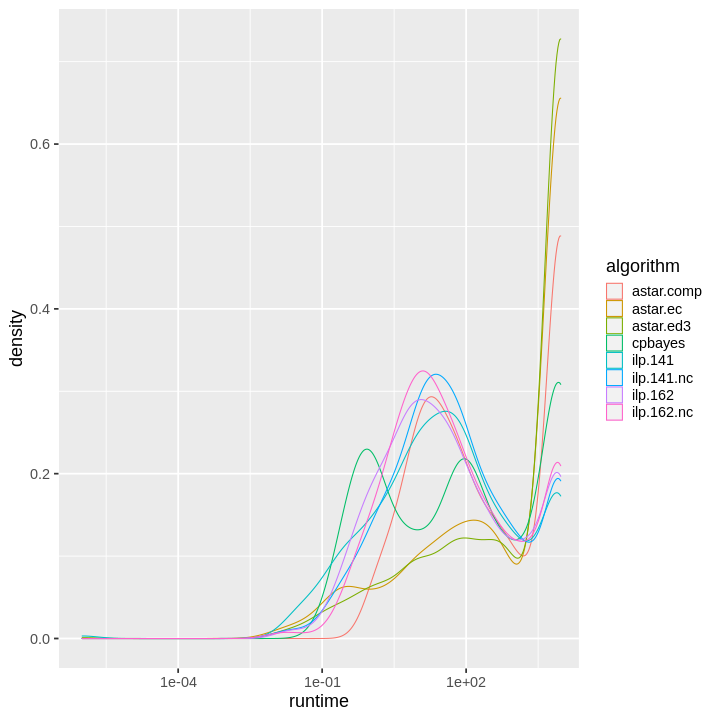 0.6
0.4
0.2
0.0
density
1e-04
1e-01
1e+02
runtime
algorithm
astar.comp
astar.ec
astar.ed3
cpbayes
ilp.141
ilp.141.nc
ilp.162
ilp.162.nc